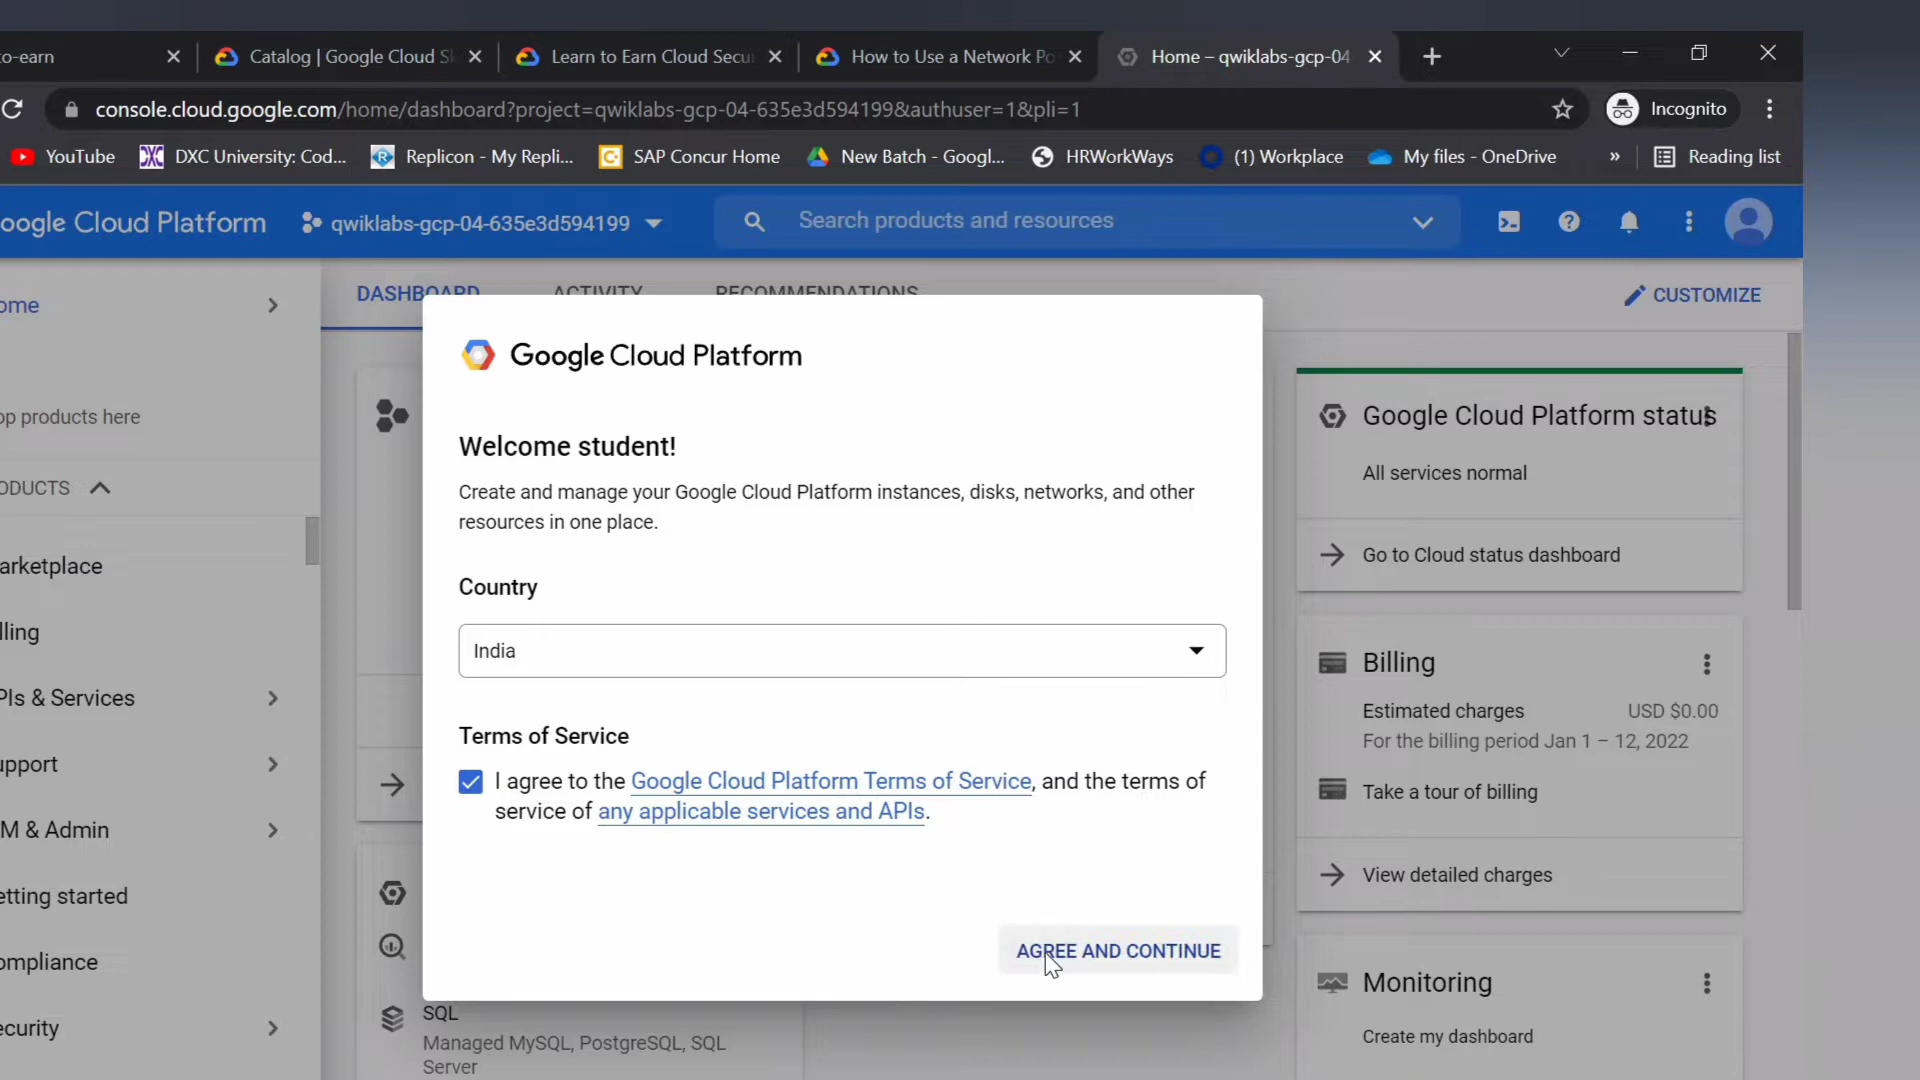 to-earn
Catalog | Google Cloud Sk
Learn to Earn Cloud Secu
How to Use a Network Po
Home – qwiklabs-gcp-04
console.cloud.google.com/home/dashboard?project=qwiklabs-gcp-04-635e3d594199&authuser=1&pli=1
Incognito
YouTube
DXC University: Cod...
Replicon - My Repli...
SAP Concur Home
New Batch - Googl...
HRWorkWays
(1) Workplace
My files - OneDrive
»
Reading list
oogle Cloud Platform
qwiklabs-gcp-04-635e3d594199
Search products and resources
ome
DASHBOARD
ACTIVITY
RECOMMENDATIONS
CUSTOMIZE
op products here
ODUCTS
arketplace
lling
PIs & Services
upport
M & Admin
etting started
ompliance
ecurity
Google Cloud Platform
Welcome student!
Create and manage your Google Cloud Platform instances, disks, networks, and other
resources in one place.
Country
India
Terms of Service
I agree to the Google Cloud Platform Terms of Service, and the terms of
service of any applicable services and APIs.
AGREE AND CONTINUE
SQL
Managed MySQL, PostgreSQL, SQL
Server
Google Cloud Platform status
All services normal
Go to Cloud status dashboard
Billing
Estimated charges
USD $0.00
For the billing period Jan 1 – 12, 2022
Take a tour of billing
View detailed charges
Monitoring
Create my dashboard